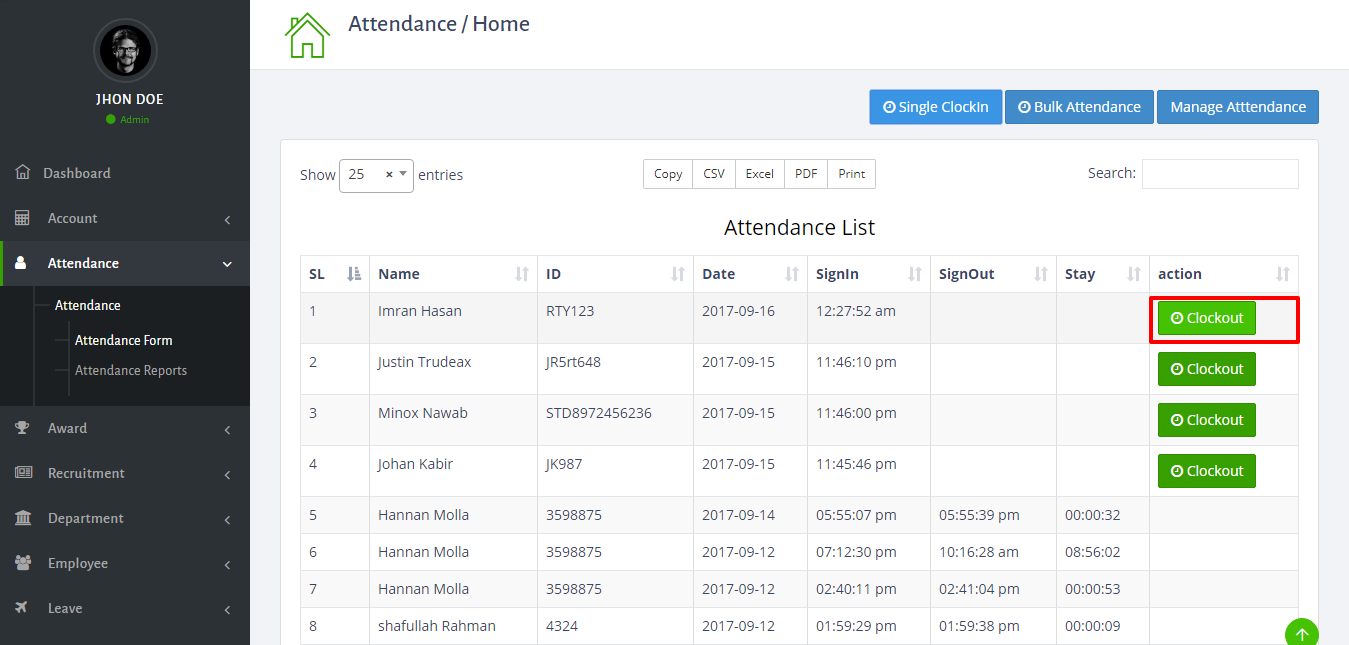 JHON DOE
Admin
Dashboard
Account
Attendance
Attendance
Attendance Form
Attendance Reports
Award
Recruitment
Department
Employee
Leave
Attendance / Home
Single ClockIn Bulk Attendance Manage Atttendance
Show 25 × entries Copy CSV Excel PDF Print Search:
Attendance List
SL Name ID Date SignIn SignOut Stay action
1 Imran Hasan RTY123 2017-09-16 12:27:52 am Clockout
2 Justin Trudeax JR5rt648 2017-09-15 11:46:10 pm Clockout
3 Minox Nawab STD8972456236 2017-09-15 11:46:00 pm Clockout
4 Johan Kabir JK987 2017-09-15 11:45:46 pm Clockout
5 Hannan Molla 3598875 2017-09-14 05:55:07 pm 05:55:39 pm 00:00:32
6 Hannan Molla 3598875 2017-09-12 07:12:30 pm 10:16:28 am 08:56:02
7 Hannan Molla 3598875 2017-09-12 02:40:11 pm 02:41:04 pm 00:00:53
8 shafullah Rahman 4324 2017-09-12 01:59:29 pm 01:59:38 pm 00:00:09